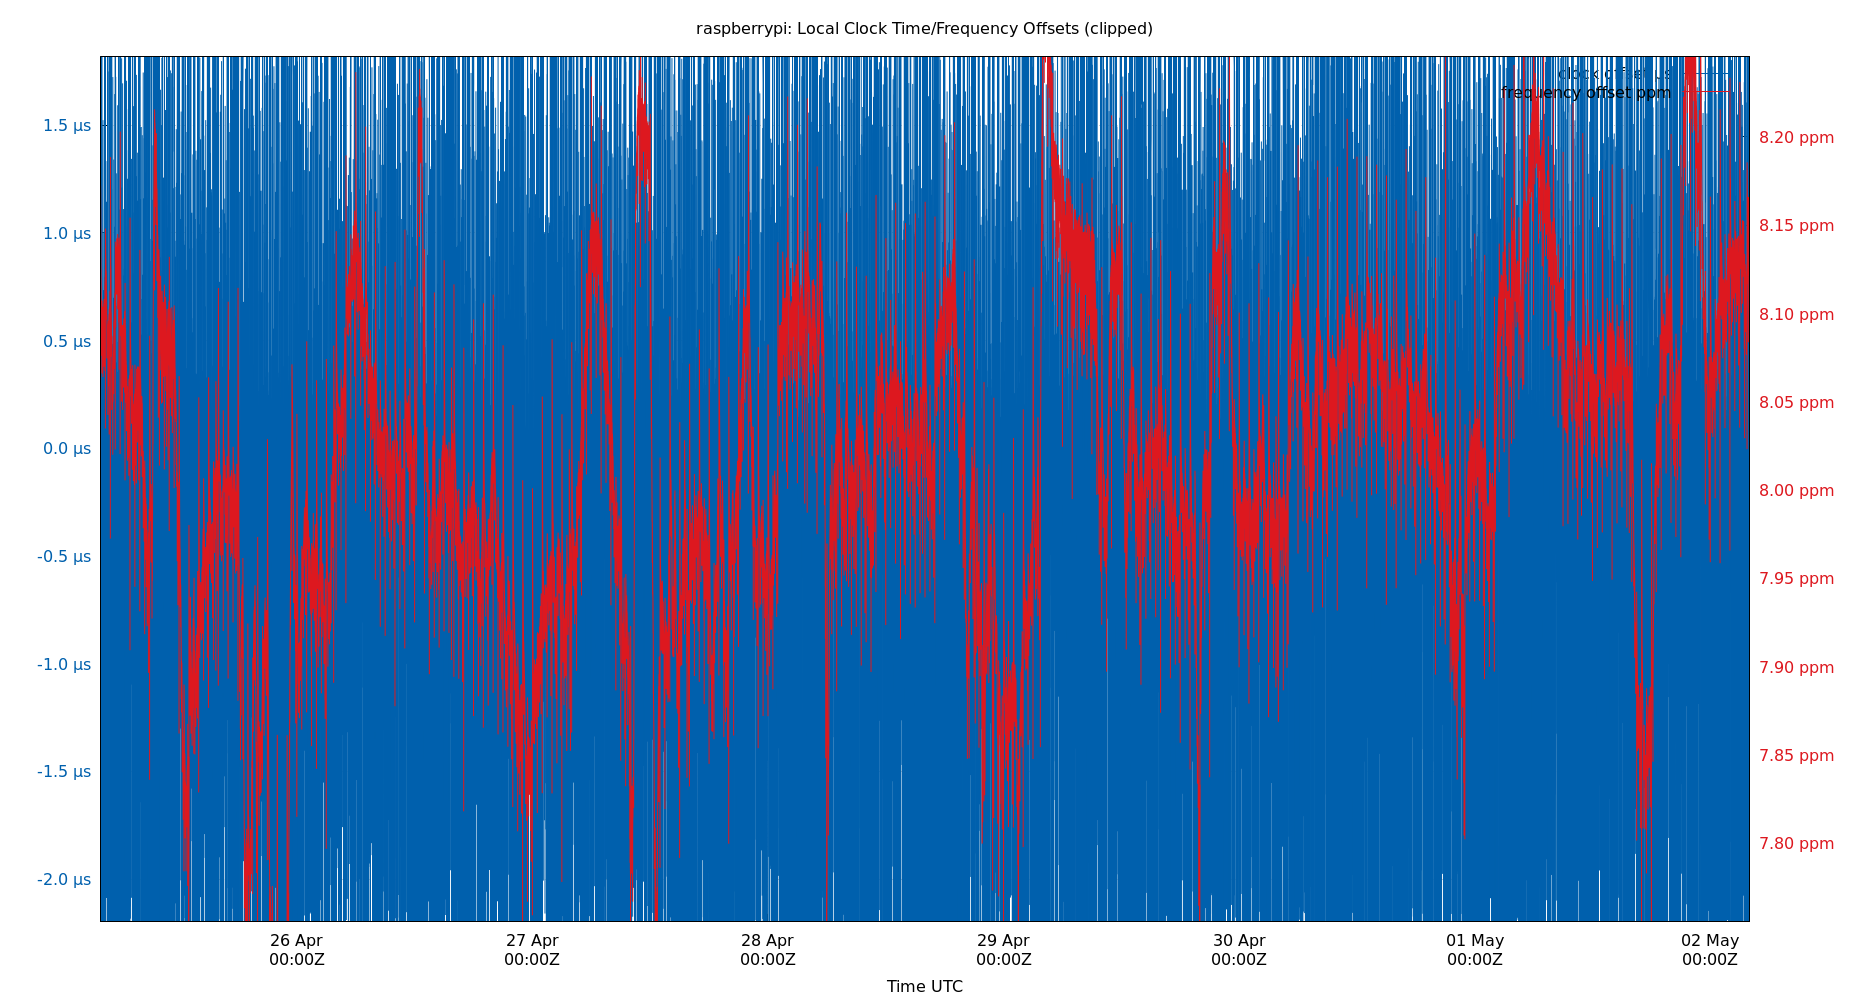 raspberrypi: Local Clock Time/Frequency Offsets (clipped)
clock offset μs
frequency offset ppm
1.5 μs
1.0 μs
0.5 μs
0.0 μs
-0.5 μs
-1.0 μs
-1.5 μs
-2.0 μs
8.20 ppm
8.15 ppm
8.10 ppm
8.05 ppm
8.00 ppm
7.95 ppm
7.90 ppm
7.85 ppm
7.80 ppm
26 Apr 27 Apr 28 Apr 29 Apr 30 Apr 01 May 02 May
00:00Z 00:00Z 00:00Z 00:00Z 00:00Z 00:00Z 00:00Z
Time UTC